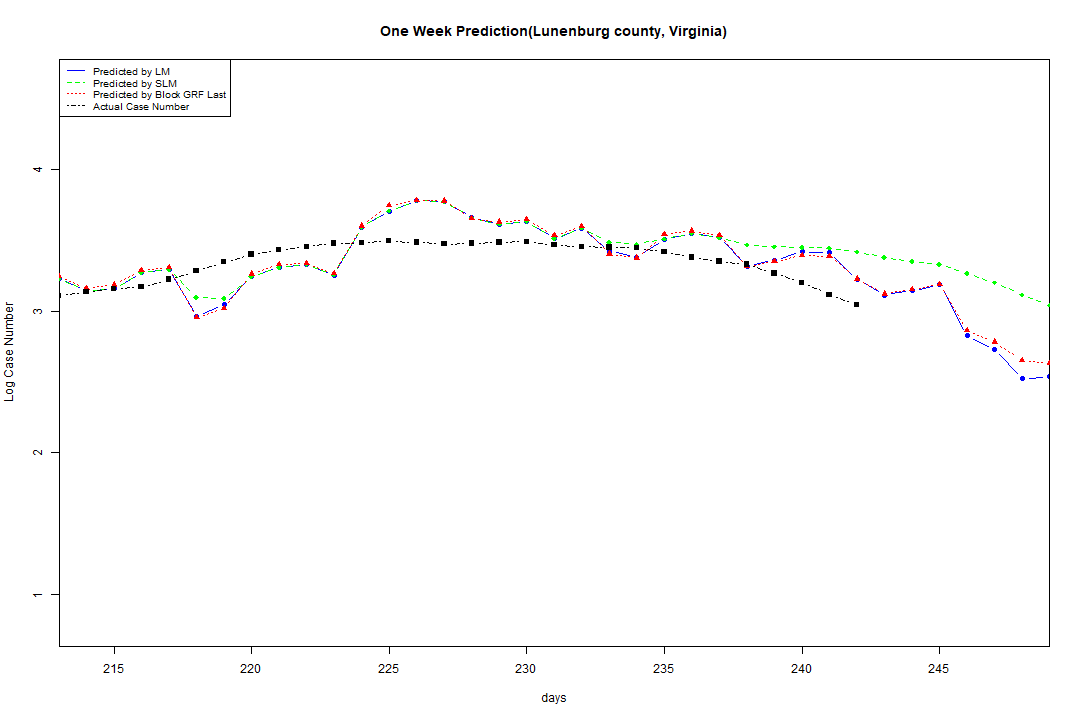 One Week Prediction(Lunenburg county, Virginia)
Predicted by LM
Predicted by SLM
Predicted by Block GRF Last
Actual Case Number
Log Case Number
4
3
2
1
215
220
225
230
235
240
245
days